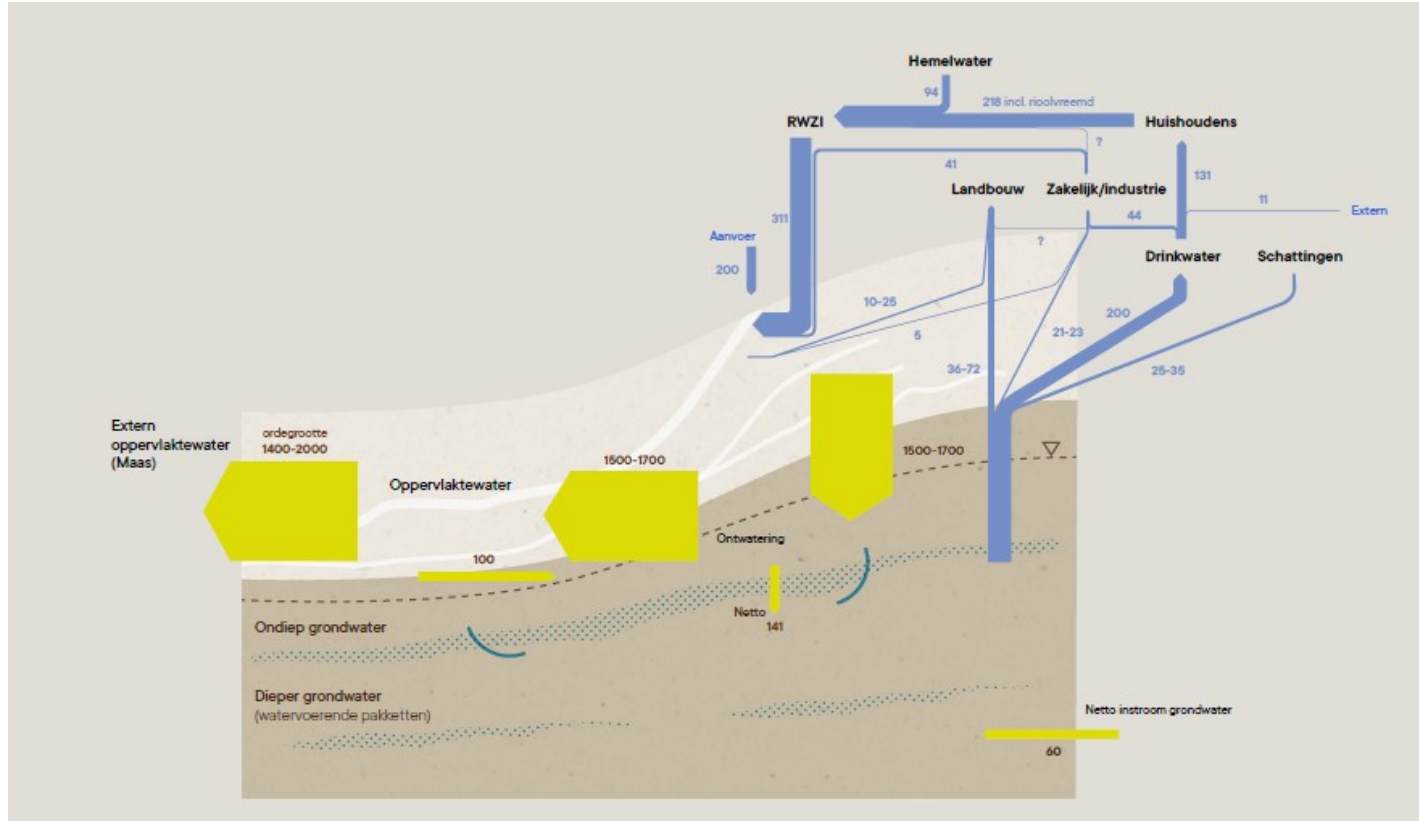 Hemelwater
94
218 incl. rioolvreemd
RWZI
Huishoudens
?
41
131
Landbouw
Zakelijk/industrie
11
Extern
44
311
Aanvoer
?
200
Drinkwater
Schattingen
10-25
200
5
21-23
36-72
25-35
Extern
oppervlaktewater
(Maas)
ordegrootte
1400-2000
1500-1700
1500-1700
Oppervlaktewater
Ontwatering
100
Netto
141
Ondiep grondwater
Dieper grondwater
(watervoerende pakketten)
Netto instroom grondwater
60